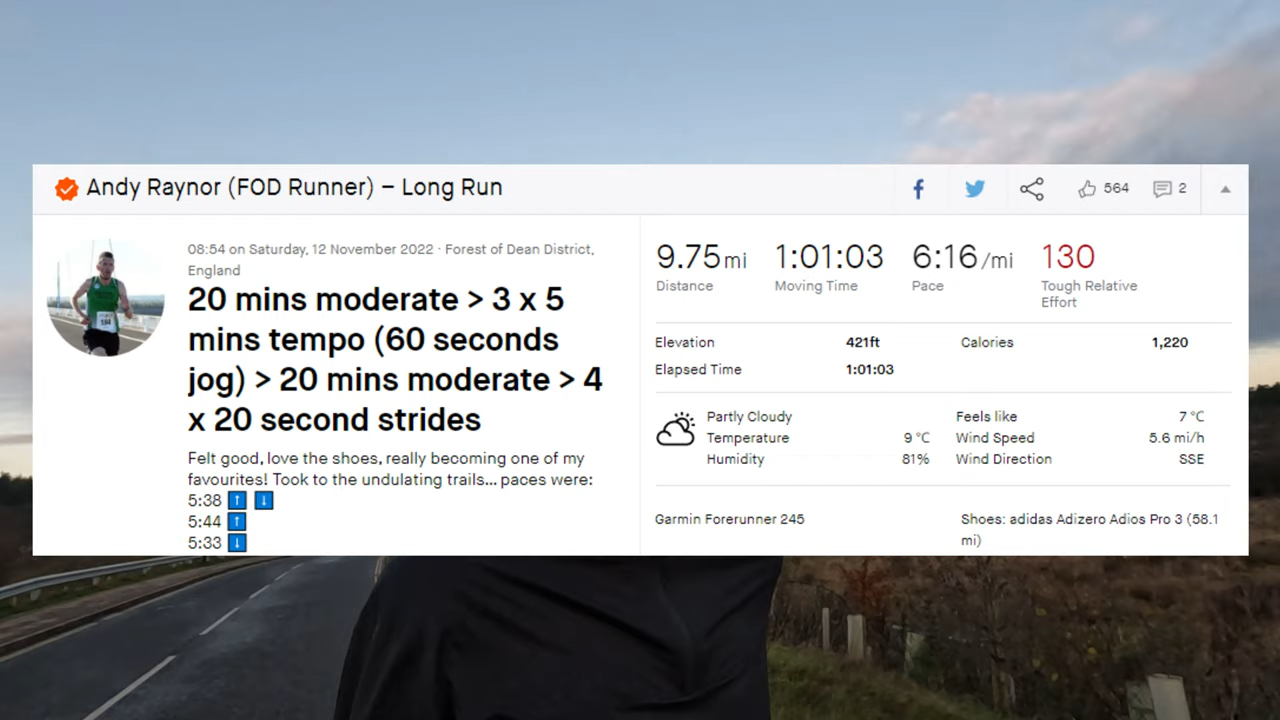 Andy Raynor (FOD Runner) – Long Run
564
2
08:54 on Saturday, 12 November 2022 · Forest of Dean District,
England
20 mins moderate > 3 x 5
mins tempo (60 seconds
jog) > 20 mins moderate > 4
x 20 second strides
Felt good, love the shoes, really becoming one of my
favourites! Took to the undulating trails... paces were:
5:38 ⬆️ ⬇️
5:44 ⬆️
5:33 ⬇️
9.75 mi
Distance
1:01:03
Moving Time
6:16 /mi
Pace
130
Tough Relative
Effort
Elevation 421ft
Calories 1,220
Elapsed Time 1:01:03
Partly Cloudy
Temperature 9 °C
Humidity 81%
Feels like 7 °C
Wind Speed 5.6 mi/h
Wind Direction SSE
Garmin Forerunner 245
Shoes: adidas Adizero Adios Pro 3 (58.1
mi)